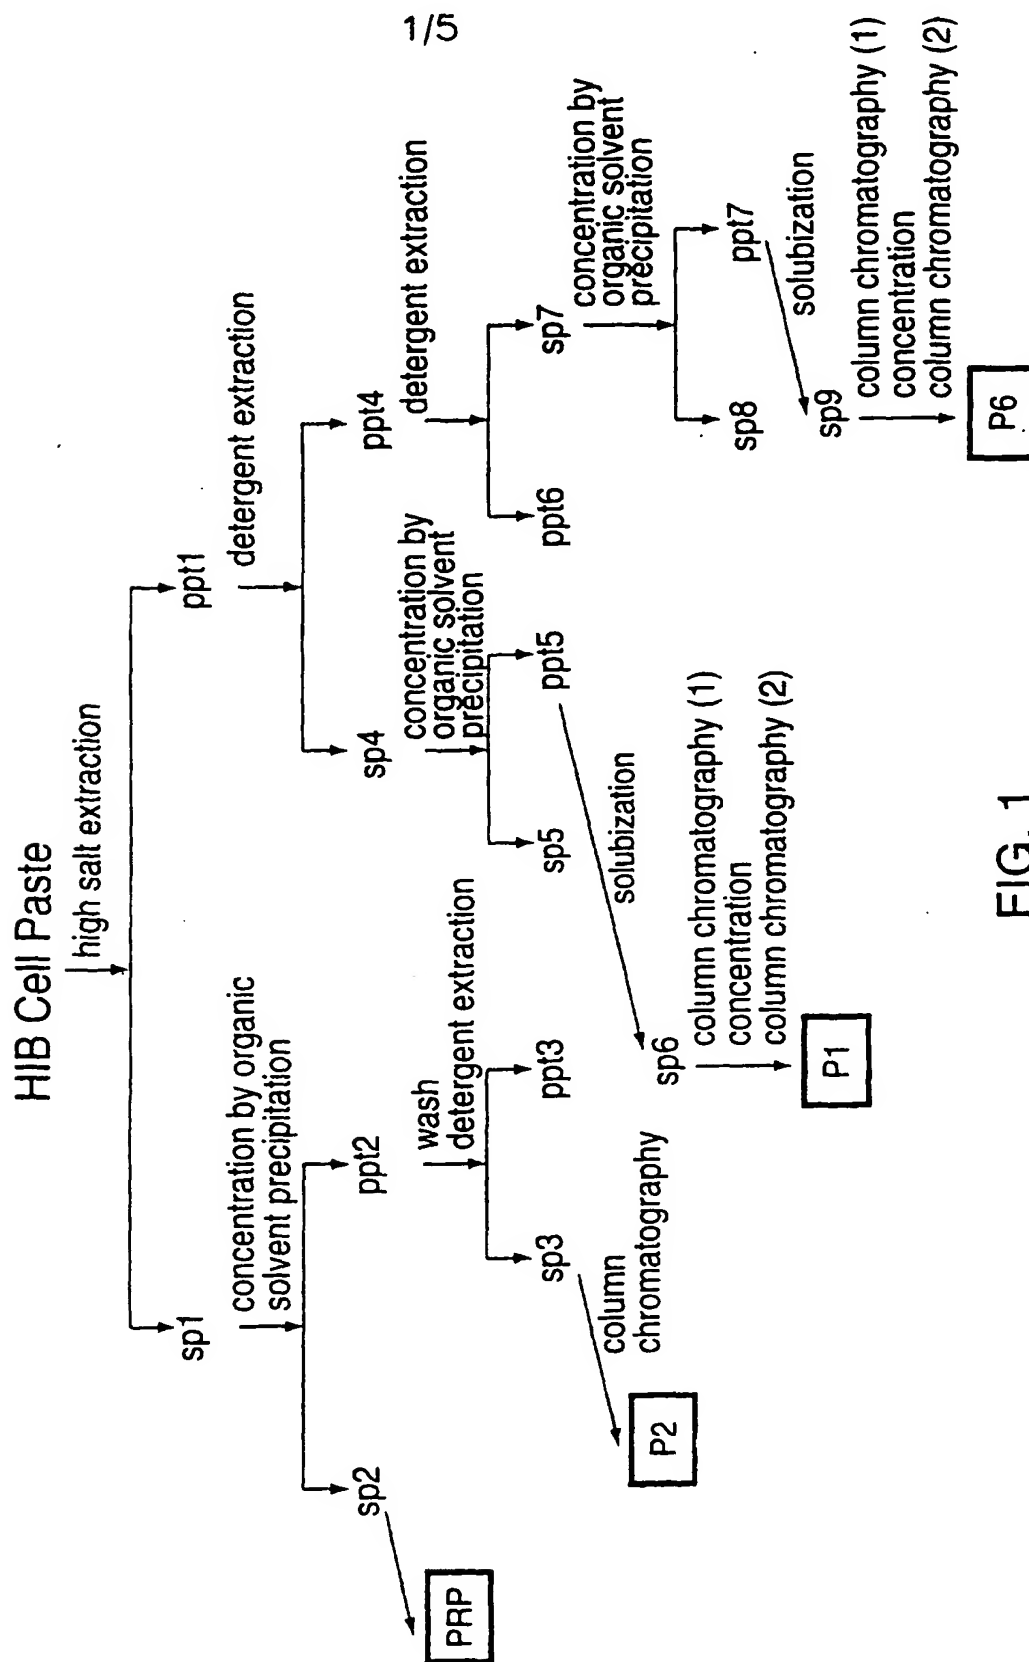 1/5
HIB Cell Paste
high salt extraction
sp1
ppt1
concentration by organic
solvent precipitation
detergent extraction
sp2
ppt2
sp4
ppt4
PRP
wash
detergent extraction
concentration by
organic solvent
precipitation
detergent extraction
sp3
ppt3
sp5
ppt5
ppt6
sp7
column
chromatography
solubization
concentration by
organic solvent
precipitation
P2
sp6
sp8
ppt7
column chromatography (1)
concentration
column chromatography (2)
solubization
sp9
P1
column chromatography (1)
concentration
column chromatography (2)
P6
FIG. 1